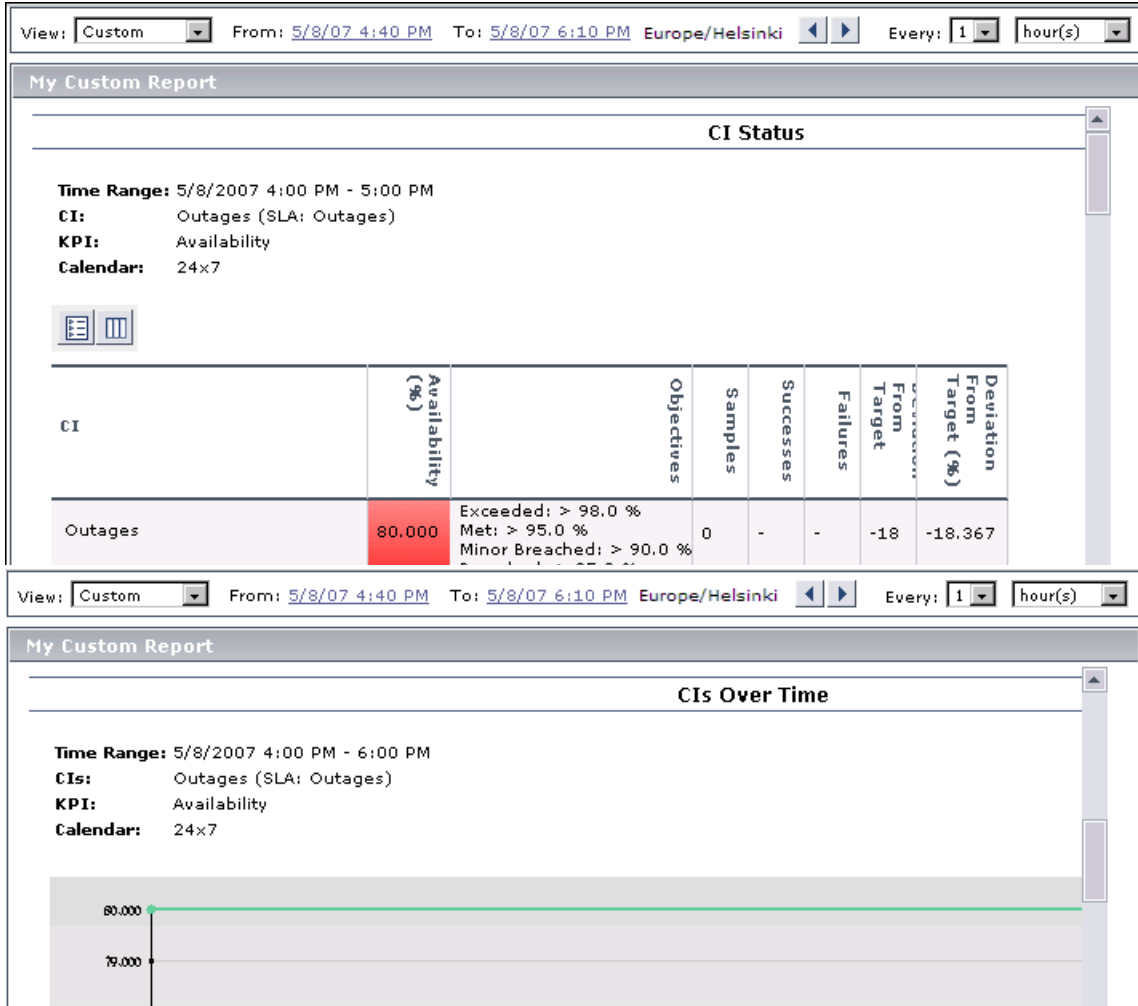 View: Custom From: 5/8/07 4:40 PM To: 5/8/07 6:10 PM Europe/Helsinki Every: 1 hour(s)
My Custom Report
CI Status
Time Range: 5/8/2007 4:00 PM - 5:00 PM
CI: Outages (SLA: Outages)
KPI: Availability
Calendar: 24x7
CI
Availability (%)
Objectives
Samples
Successes
Failures
From Target
Deviation From Target (%)
Outages 80.000
Exceeded: > 98.0 %
Met: > 95.0 %
Minor Breached: > 90.0 %
0 - - -18 -18.367
View: Custom From: 5/8/07 4:40 PM To: 5/8/07 6:10 PM Europe/Helsinki Every: 1 hour(s)
My Custom Report
CIs Over Time
Time Range: 5/8/2007 4:00 PM - 6:00 PM
CIs: Outages (SLA: Outages)
KPI: Availability
Calendar: 24x7
80.000
79.000